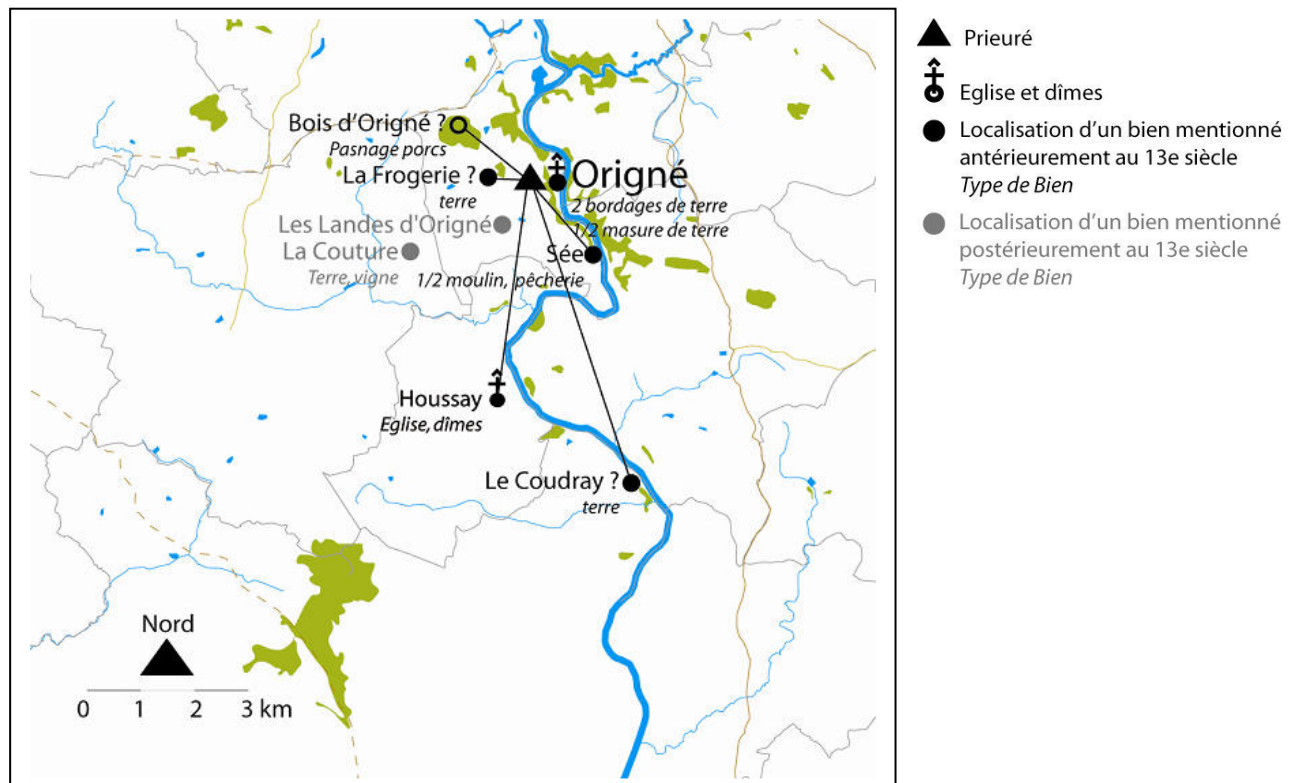 Bois d'Origné ?
Pasnage porcs
La Frogerie ?
terre
Origné
2 bordages de terre
1/2 masure de terre
Les Landes d'Origné
La Couture
Terre, vigne
Sée
1/2 moulin, pêcherie
Houssay
Eglise, dîmes
Le Coudray ?
terre
Nord
0 1 2 3 km
Prieuré
Eglise et dîmes
Localisation d'un bien mentionné
antérieurement au 13e siècle
Type de Bien
Localisation d'un bien mentionné
postérieurement au 13e siècle
Type de Bien